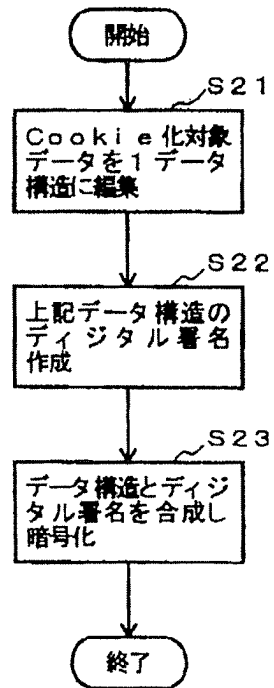 開始
S21
Cookie化対象
データを1データ
構造に編集
S22
上記データ構造の
ディジタル署名
作成
S23
データ構造とディジ
タル署名を合成し
暗号化
終了